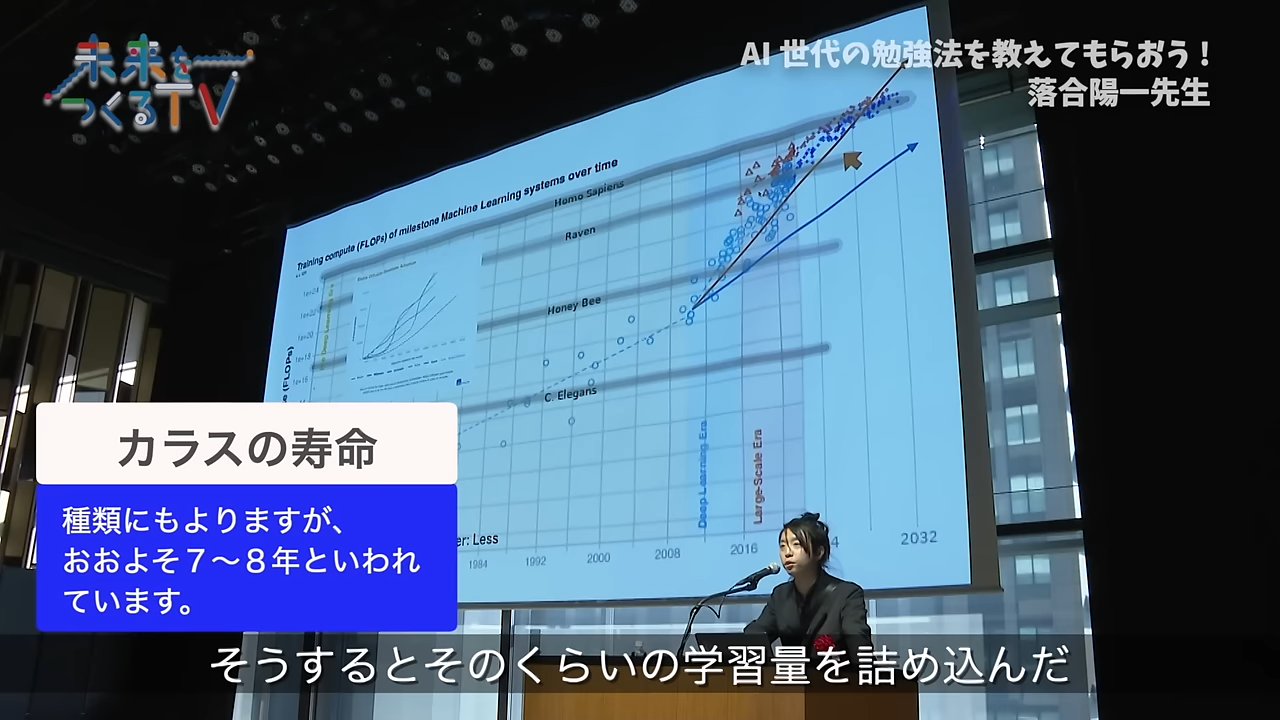 未来を
つくるTV
AI 世代の勉強法を教えてもらおう！
落合陽一先生
Training compute (FLOPs) of milestone Machine Learning systems over time
Homo Sapiens
Raven
Honey Bee
C. Elegans
Deep Learning Era
Large-Scale Era
er: Less
1984
1992
2000
2008
2016
2032
カラスの寿命
種類にもよりますが、
おおよそ７〜８年といわれ
ています。
そうするとそのくらいの学習量を詰め込んだ